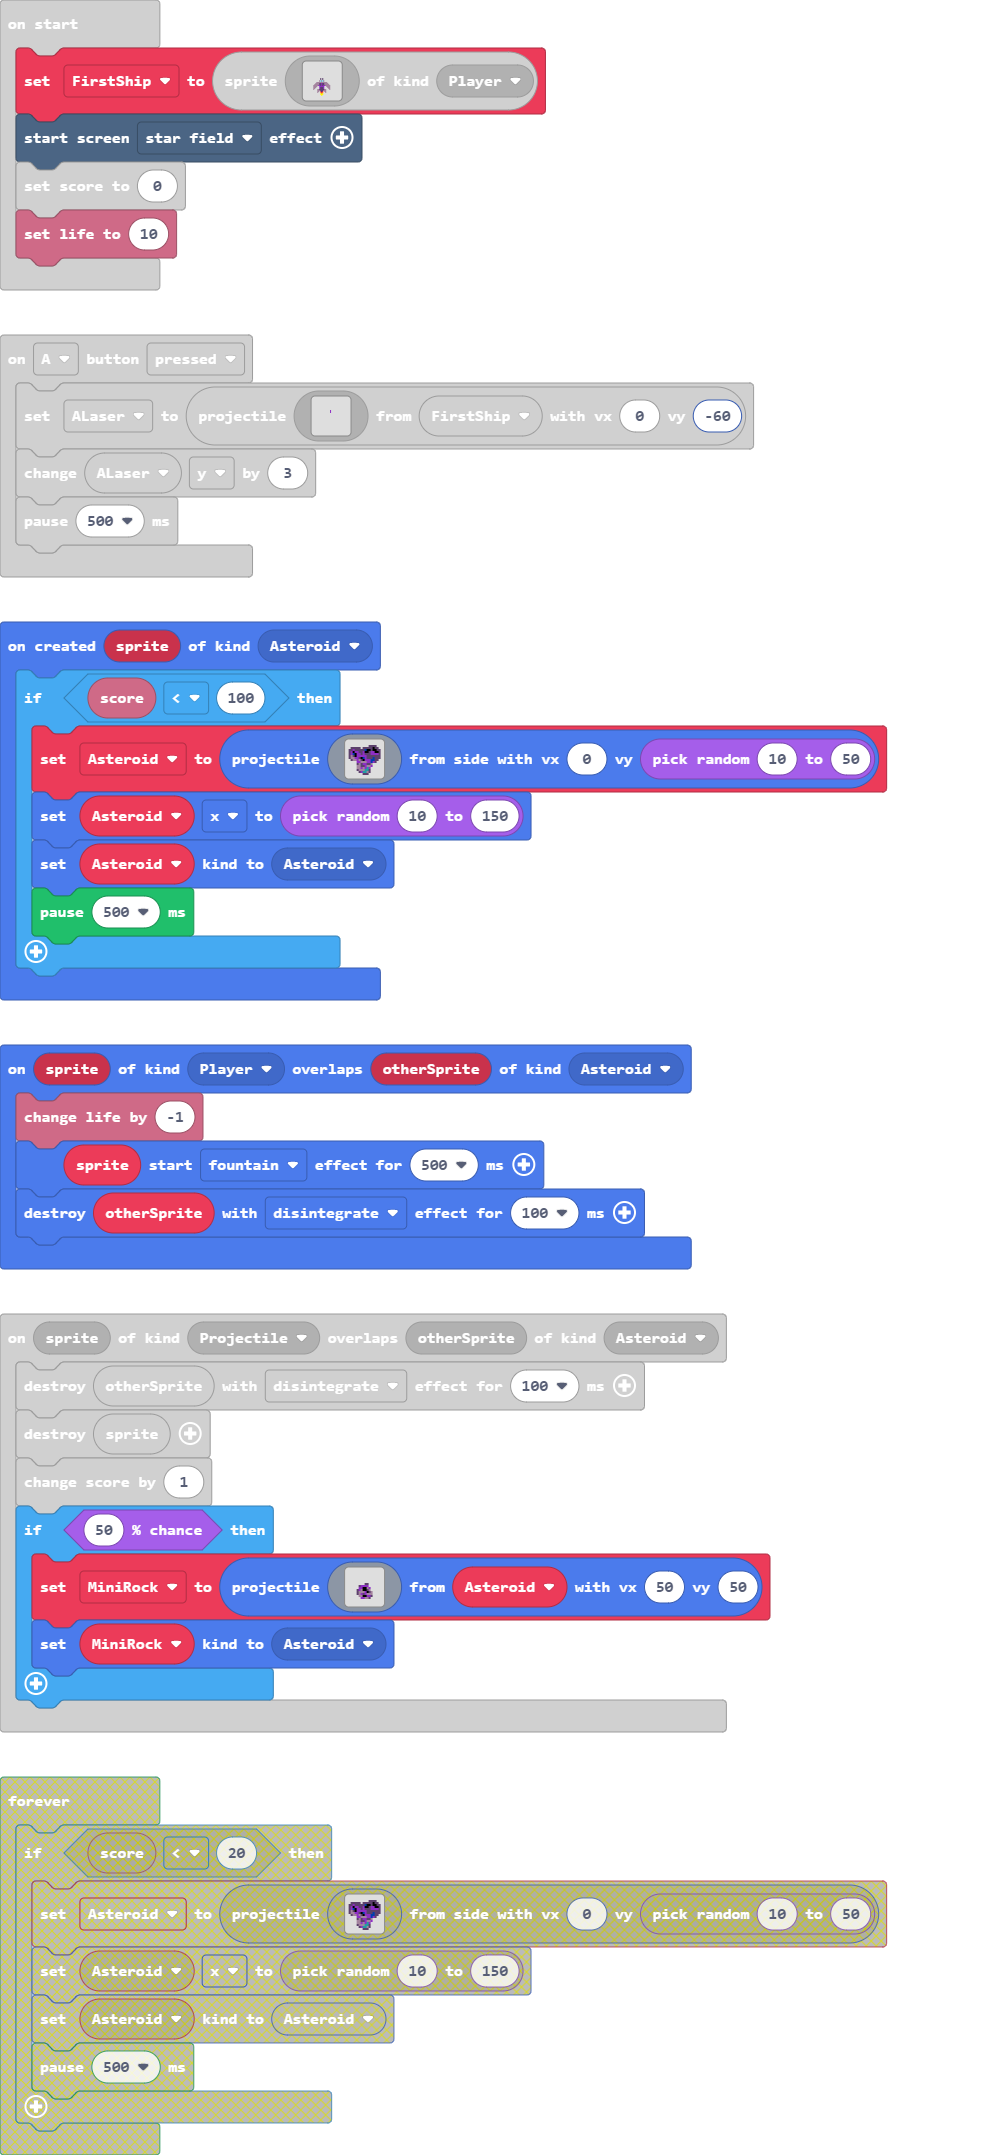 on start
set FirstShip to sprite of kind Player
start screen star field effect
set score to 0
set life to 10
on A button pressed
set ALaser to projectile from FirstShip with vx 0 vy -60
change ALaser y by 3
pause 500 ms
on created sprite of kind Asteroid
if score < 100 then
set Asteroid to projectile from side with vx 0 vy pick random 10 to 50
set Asteroid x to pick random 10 to 150
set Asteroid kind to Asteroid
pause 500 ms
on sprite of kind Player overlaps otherSprite of kind Asteroid
change life by -1
sprite start fountain effect for 500 ms
destroy otherSprite with disintegrate effect for 100 ms
on sprite of kind Projectile overlaps otherSprite of kind Asteroid
destroy otherSprite with disintegrate effect for 100 ms
destroy sprite
change score by 1
if 50 % chance then
set MiniRock to projectile from Asteroid with vx 50 vy 50
set MiniRock kind to Asteroid
forever
if score < 20 then
set Asteroid to projectile from side with vx 0 vy pick random 10 to 50
set Asteroid x to pick random 10 to 150
set Asteroid kind to Asteroid
pause 500 ms